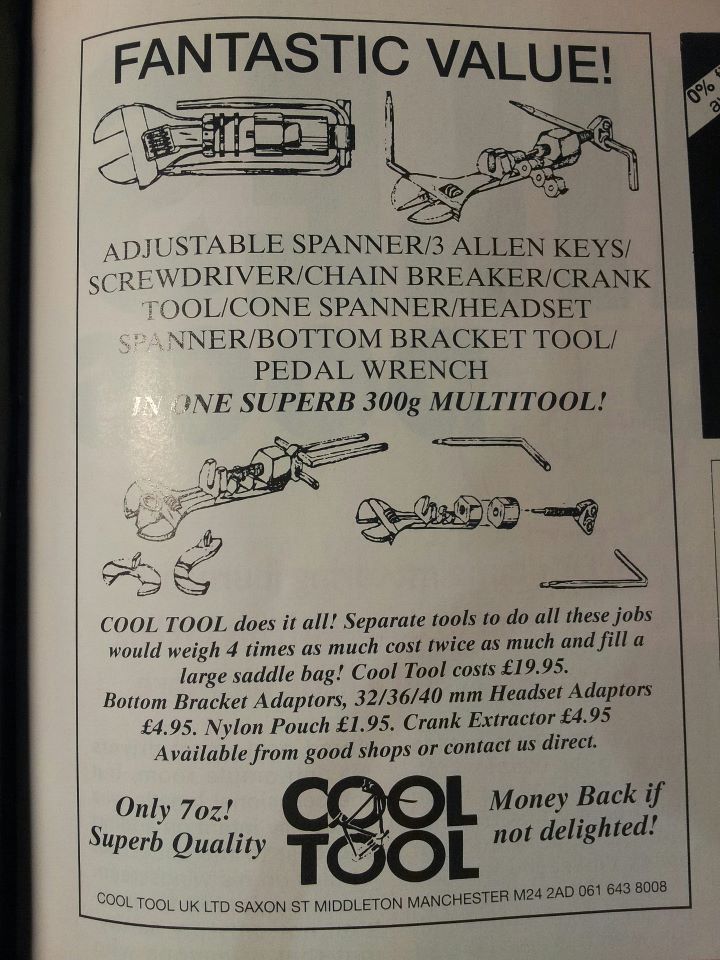 FANTASTIC VALUE!
ADJUSTABLE SPANNER/3 ALLEN KEYS/
SCREWDRIVER/CHAIN BREAKER/CRANK
TOOL/CONE SPANNER/HEADSET
SPANNER/BOTTOM BRACKET TOOL/
PEDAL WRENCH
IN ONE SUPERB 300g MULTITOOL!
COOL TOOL does it all! Separate tools to do all these jobs
would weigh 4 times as much cost twice as much and fill a
large saddle bag! Cool Tool costs £19.95.
Bottom Bracket Adaptors, 32/36/40 mm Headset Adaptors
£4.95. Nylon Pouch £1.95. Crank Extractor £4.95
Available from good shops or contact us direct.
Only 7oz!
Superb Quality
COOL
TOOL
Money Back if
not delighted!
COOL TOOL UK LTD SAXON ST MIDDLETON MANCHESTER M24 2AD 061 643 8008
0%